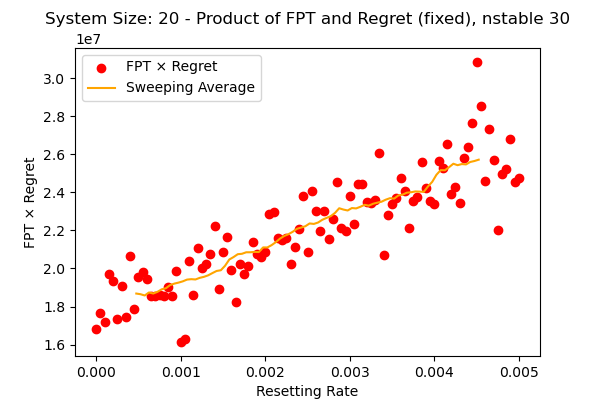 System Size: 20 - Product of FPT and Regret (fixed), nstable 30
1e7
FPT × Regret
Sweeping Average
3.0
2.8
2.6
2.4
2.2
2.0
1.8
1.6
FPT × Regret
0.000 0.001 0.002 0.003 0.004 0.005
Resetting Rate